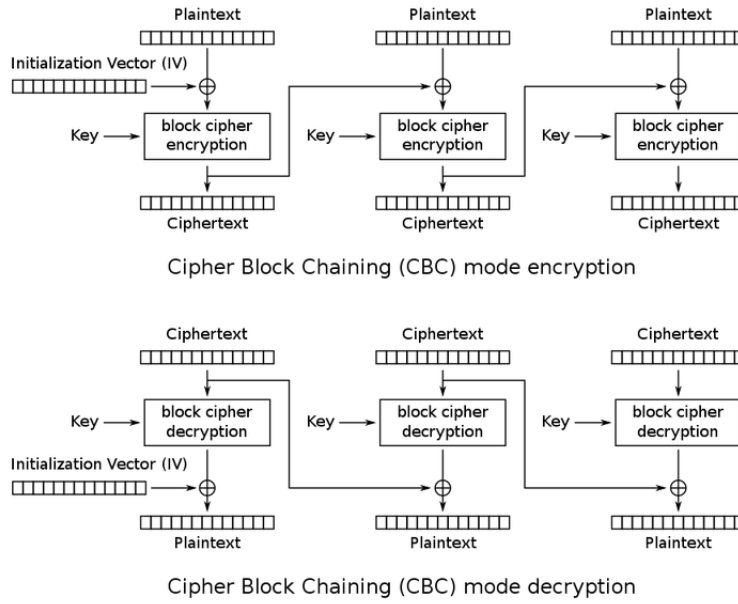 Plaintext Plaintext Plaintext
Initialization Vector (IV)
Key block cipher encryption Key block cipher encryption Key block cipher encryption
Ciphertext Ciphertext Ciphertext
Cipher Block Chaining (CBC) mode encryption
Ciphertext Ciphertext Ciphertext
Key block cipher decryption Key block cipher decryption Key block cipher decryption
Initialization Vector (IV)
Plaintext Plaintext Plaintext
Cipher Block Chaining (CBC) mode decryption